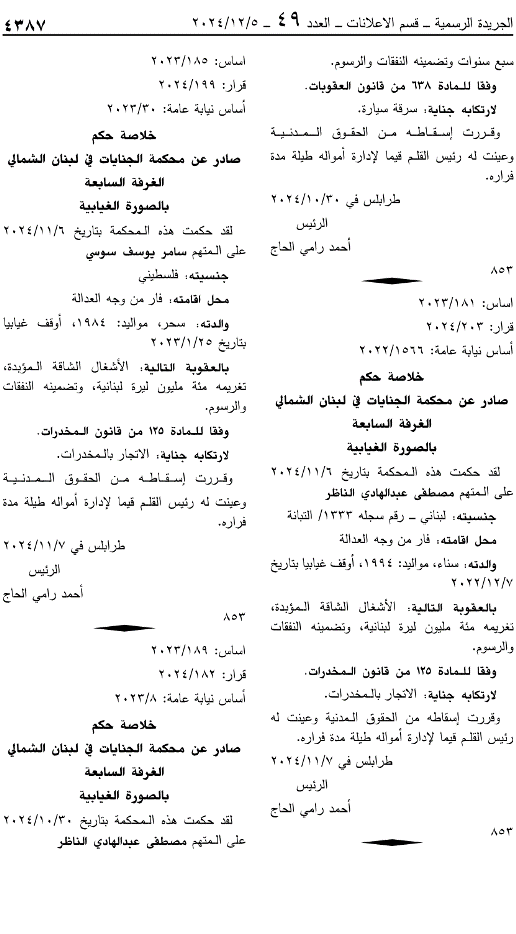 الجريدة الرسمية ــ قسم الاعلانات ــ العدد ٤٩ ــ ٢٠٢٤/١٢/٥
٤٣٨٧
سبع سنوات وتضمينه النفقات والرسوم.
وفقا للمادة ٦٣٨ من قانون العقوبات.
لارتكابه جناية: سرقة سيارة.
وقررت إسقاطه من الحقوق المدنية
وعينت له رئيس القلم قيما لإدارة أمواله طيلة مدة
فراره.
طرابلس في ٢٠٢٤/١٠/٣٠
الرئيس
أحمد رامي الحاج
٨٥٣
اساس: ٢٠٢٣/١٨١
قرار: ٢٠٢٤/٢٠٣
أساس نيابة عامة: ٢٠٢٢/١٥٦٦
خلاصة حكم
صادر عن محكمة الجنايات في لبنان الشمالي
الغرفة السابعة
بالصورة الغيابية
لقد حكمت هذه المحكمة بتاريخ ٢٠٢٤/١١/٦
على المتهم مصطفى عبدالهادي الناظر
جنسيته: لبناني ــ رقم سجله ١٣٣٣/ التبانة
محل اقامته: فار من وجه العدالة
والدته: سناء، مواليد: ١٩٩٤، أوقف غيابيا بتاريخ
٢٠٢٢/١٢/٧
بالعقوبة التالية: الأشغال الشاقة المؤبدة،
تغريمه مئة مليون ليرة لبنانية، وتضمينه النفقات
والرسوم.
وفقا للمادة ١٢٥ من قانون المخدرات.
لارتكابه جناية: الاتجار بالمخدرات.
وقررت إسقاطه من الحقوق المدنية وعينت له
رئيس القلم قيما لإدارة أمواله طيلة مدة فراره.
طرابلس في ٢٠٢٤/١١/٧
الرئيس
أحمد رامي الحاج
٨٥٣
اساس: ٢٠٢٣/١٨٥
قرار: ٢٠٢٤/١٩٩
أساس نيابة عامة: ٢٠٢٣/٣٠
خلاصة حكم
صادر عن محكمة الجنايات في لبنان الشمالي
الغرفة السابعة
بالصورة الغيابية
لقد حكمت هذه المحكمة بتاريخ ٢٠٢٤/١١/٦
على المتهم سامر يوسف سوسي
جنسيته: فلسطيني
محل اقامته: فار من وجه العدالة
والدته: سحر، مواليد: ١٩٨٤، أوقف غيابيا
بتاريخ ٢٠٢٣/١/٢٥
بالعقوبة التالية: الأشغال الشاقة المؤبدة،
تغريمه مئة مليون ليرة لبنانية، وتضمينه النفقات
والرسوم.
وفقا للمادة ١٢٥ من قانون المخدرات.
لارتكابه جناية: الاتجار بالمخدرات.
وقررت إسقاطه من الحقوق المدنية
وعينت له رئيس القلم قيما لإدارة أمواله طيلة مدة
فراره.
طرابلس في ٢٠٢٤/١١/٧
الرئيس
أحمد رامي الحاج
٨٥٣
اساس: ٢٠٢٣/١٨٩
قرار: ٢٠٢٤/١٨٢
أساس نيابة عامة: ٢٠٢٣/٨
خلاصة حكم
صادر عن محكمة الجنايات في لبنان الشمالي
الغرفة السابعة
بالصورة الغيابية
لقد حكمت هذه المحكمة بتاريخ ٢٠٢٤/١٠/٣٠
على المتهم مصطفى عبدالهادي الناظر